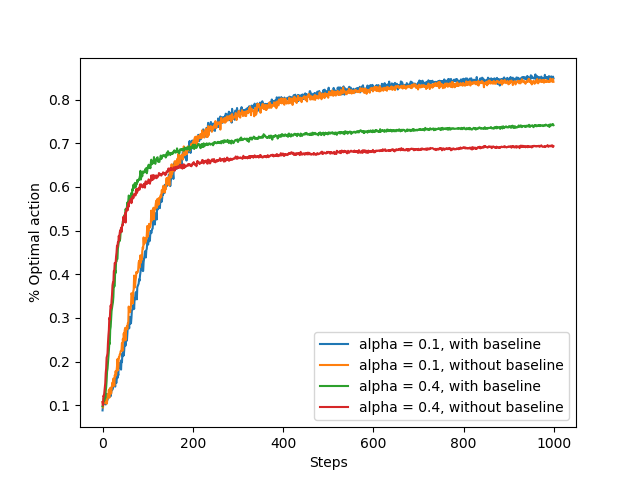 % Optimal action
0.8
0.7
0.6
0.5
0.4
0.3
0.2
0.1
alpha = 0.1, with baseline
alpha = 0.1, without baseline
alpha = 0.4, with baseline
alpha = 0.4, without baseline
0 200 400 600 800 1000
Steps